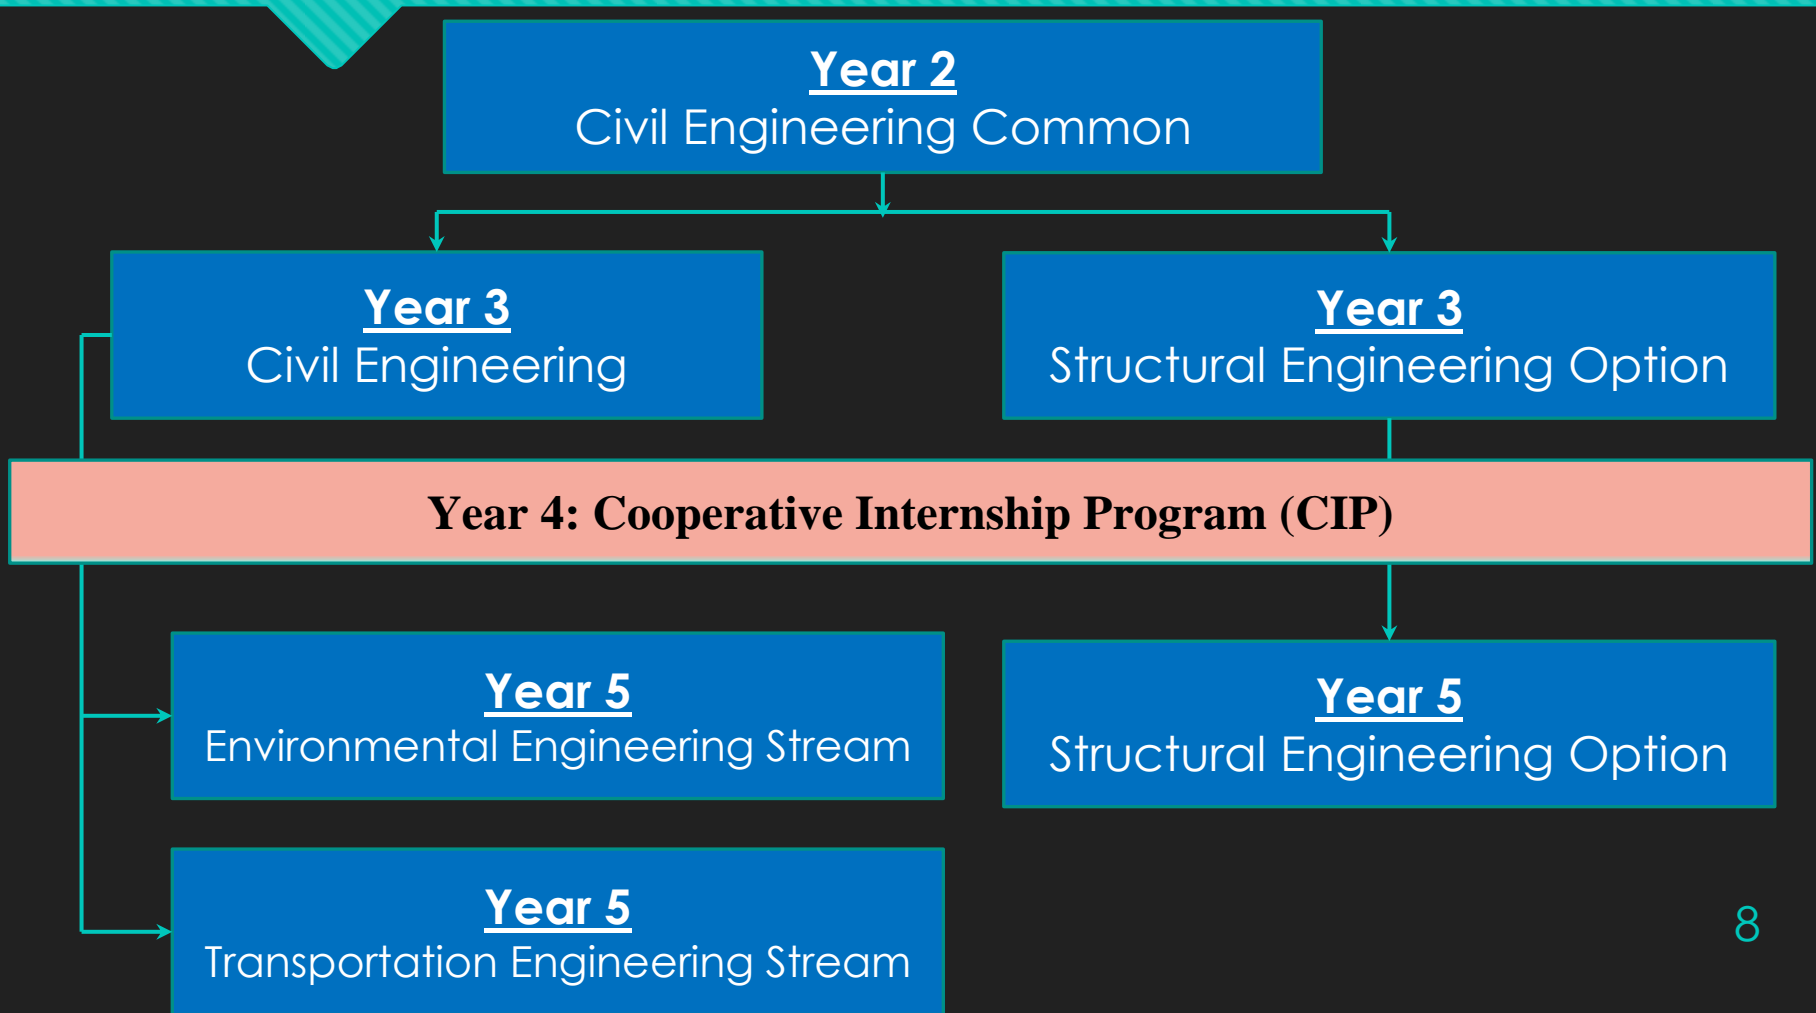 Year 2
Civil Engineering Common
Year 3
Civil Engineering
Year 3
Structural Engineering Option
Year 4: Cooperative Internship Program (CIP)
Year 5
Environmental Engineering Stream
Year 5
Structural Engineering Option
Year 5
Transportation Engineering Stream
8